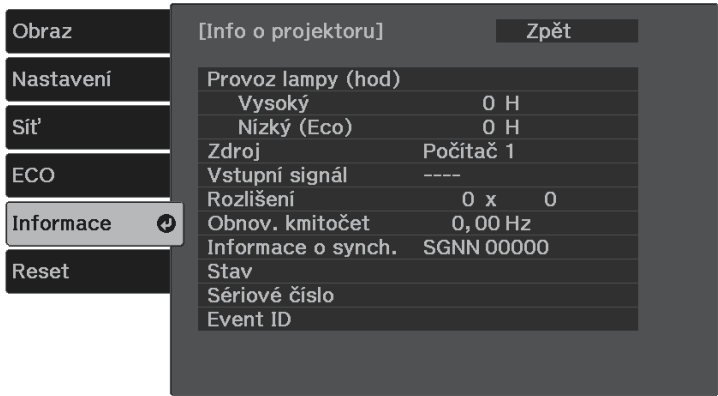 Obraz
Nastavení
Síť
ECO
Informace
Reset
[Info o projektoru] Zpět
Provoz lampy (hod)
Vysoký 0 H
Nízký (Eco) 0 H
Zdroj Počítač 1
Vstupní signál ----
Rozlišení 0 x 0
Obnov. kmitočet 0,00 Hz
Informace o synch. SGNN 00000
Stav
Sériové číslo
Event ID